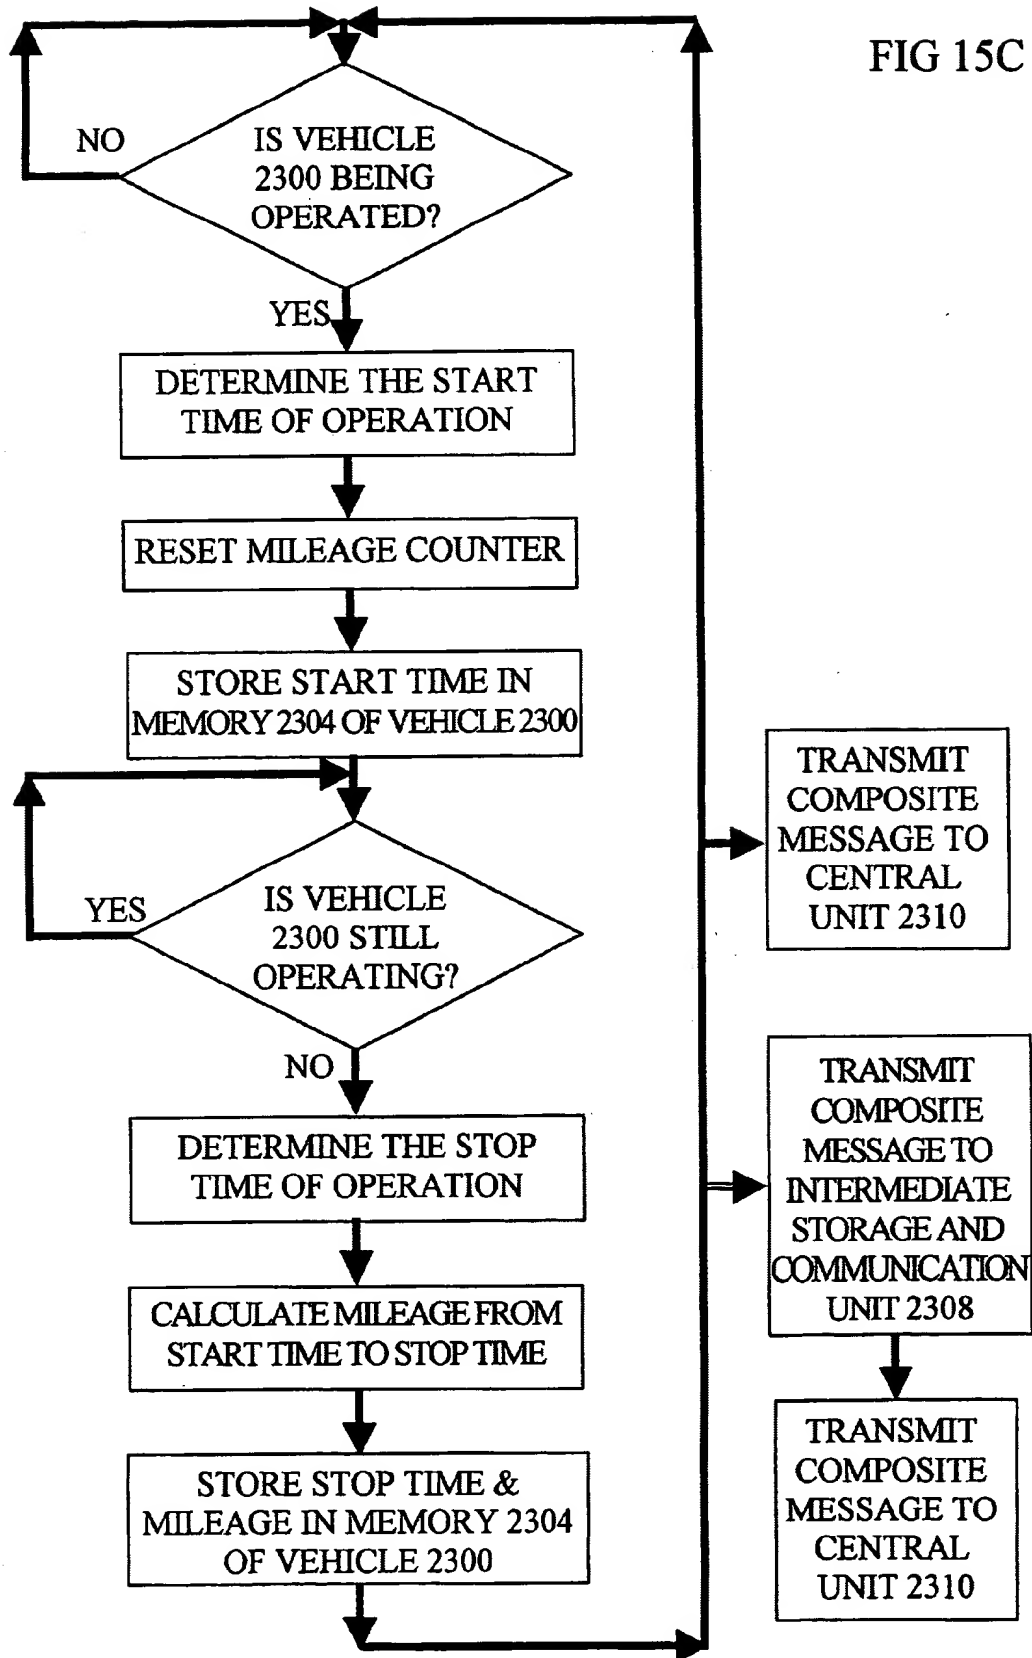 FIG 15C
NO
IS VEHICLE
2300 BEING
OPERATED?
YES
DETERMINE THE START
TIME OF OPERATION
RESET MILEAGE COUNTER
STORE START TIME IN
MEMORY 2304 OF VEHICLE 2300
YES
IS VEHICLE
2300 STILL
OPERATING?
NO
DETERMINE THE STOP
TIME OF OPERATION
CALCULATE MILEAGE FROM
START TIME TO STOP TIME
STORE STOP TIME &
MILEAGE IN MEMORY 2304
OF VEHICLE 2300
TRANSMIT
COMPOSITE
MESSAGE TO
CENTRAL
UNIT 2310
TRANSMIT
COMPOSITE
MESSAGE TO
INTERMEDIATE
STORAGE AND
COMMUNICATION
UNIT 2308
TRANSMIT
COMPOSITE
MESSAGE TO
CENTRAL
UNIT 2310